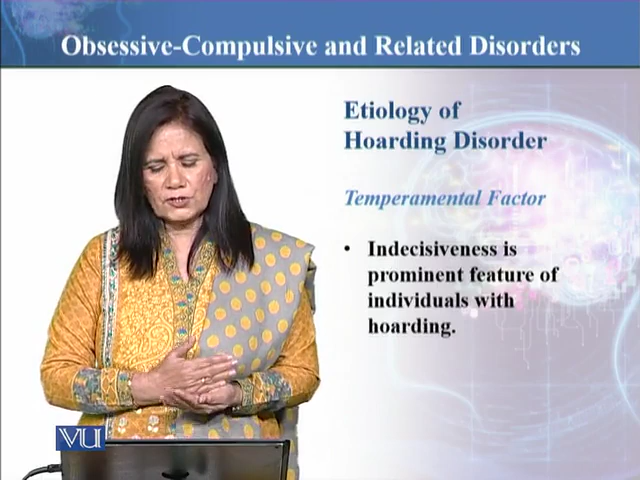 Obsessive-Compulsive and Related Disorders
Etiology of
Hoarding Disorder
Temperamental Factor
• Indecisiveness is
prominent feature of
individuals with
hoarding.
VU